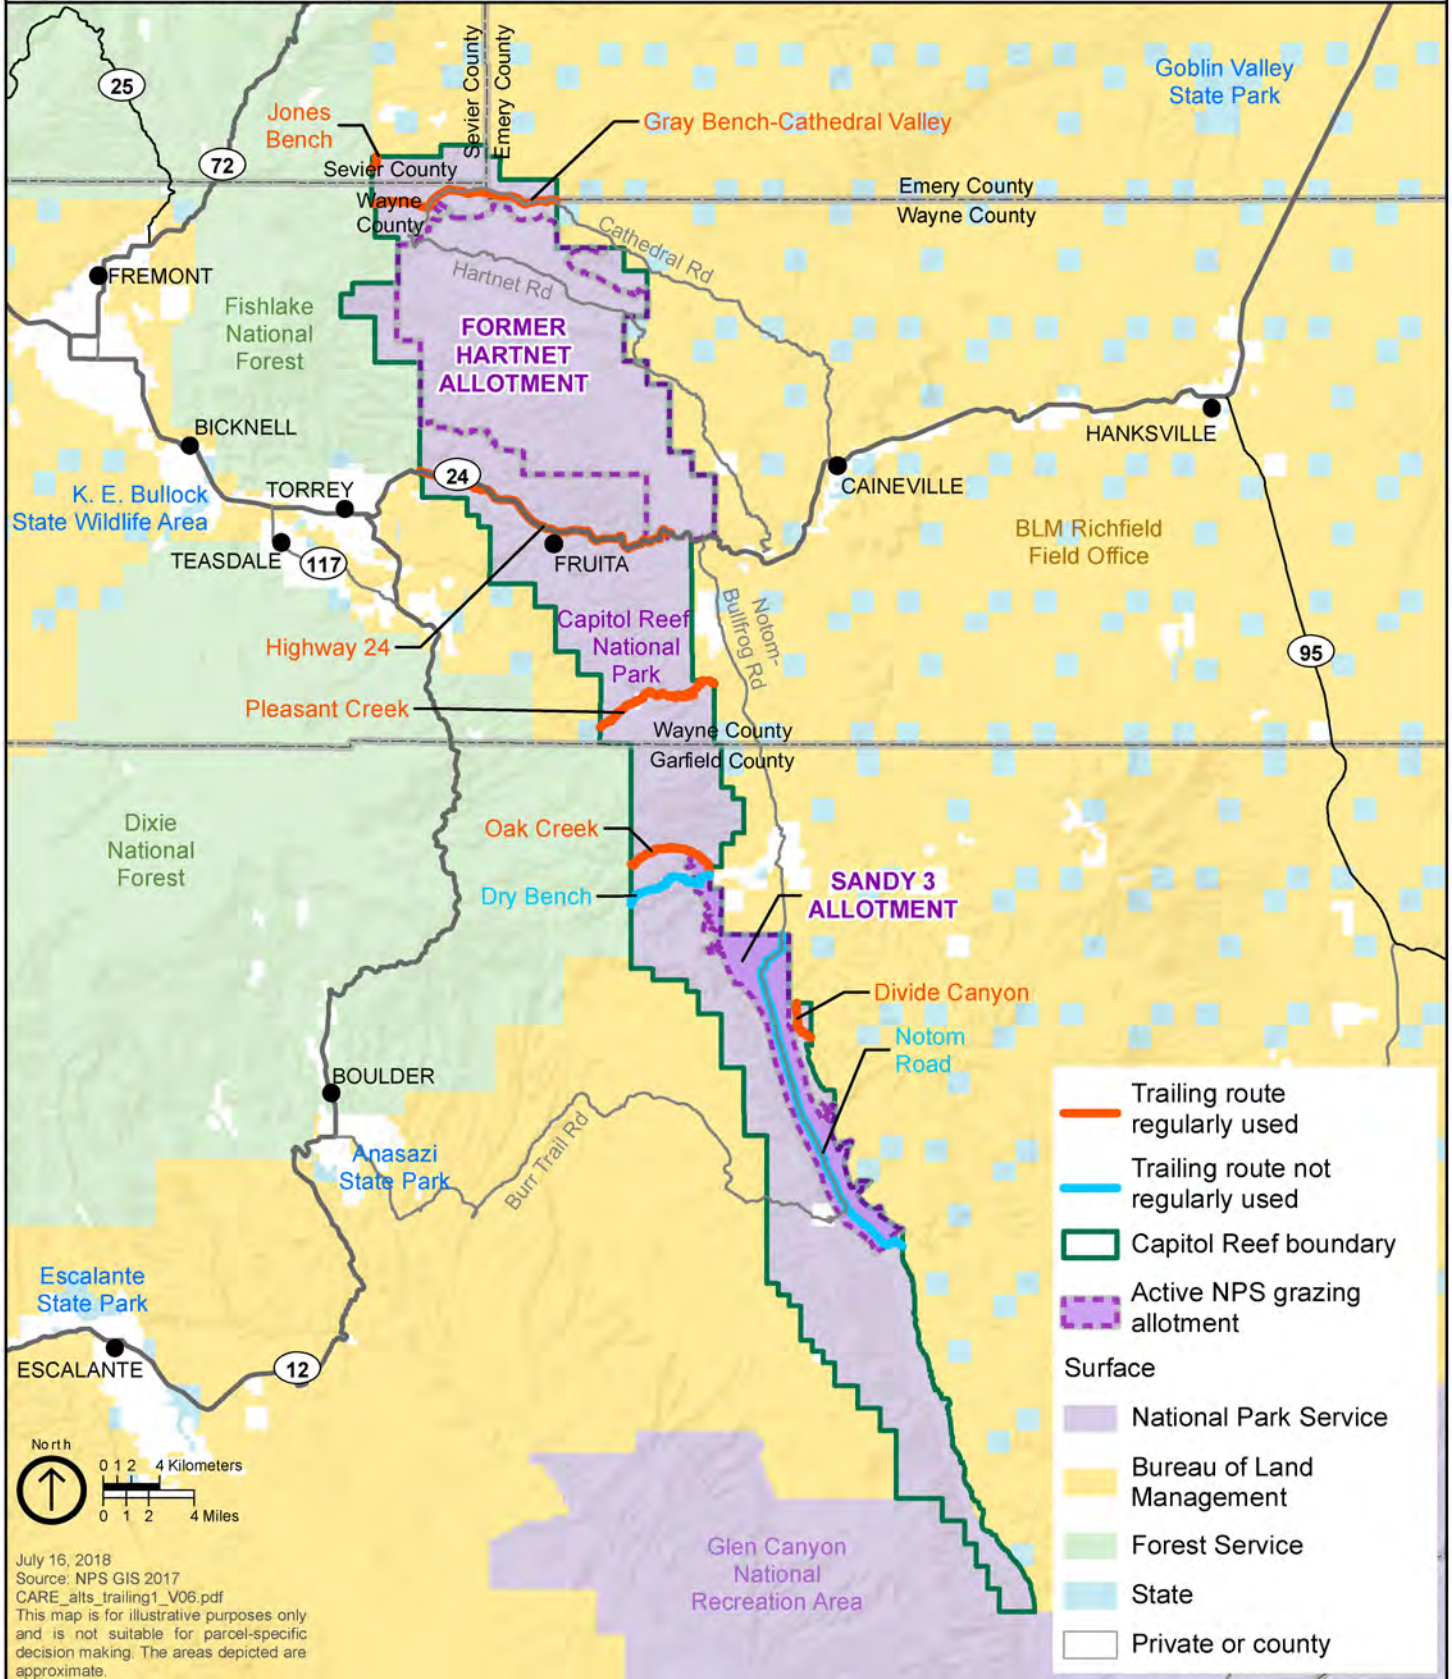 Sevier County
Emery County
Goblin Valley
State Park
25
Jones
Bench
Gray Bench-Cathedral Valley
72
Sevier County
Emery County
Wayne County
Wayne
County
Cathedral Rd
Hartnet Rd
FREMONT
Fishlake
National
Forest
FORMER
HARTNET
ALLOTMENT
BICKNELL
HANKSVILLE
24
K. E. Bullock
State Wildlife Area
TORREY
CAINEVILLE
TEASDALE
117
FRUITA
BLM Richfield
Field Office
Notom-
Bullfrog Rd
Capitol Reef
National
Park
Highway 24
95
Pleasant Creek
Wayne County
Garfield County
Dixie
National
Forest
Oak Creek
Dry Bench
SANDY 3
ALLOTMENT
Divide Canyon
Notom
Road
BOULDER
Anasazi
State Park
Burr Trail Rd
Escalante
State Park
ESCALANTE
12
Glen Canyon
National
Recreation Area
Trailing route
regularly used
Trailing route not
regularly used
Capitol Reef boundary
Active NPS grazing
allotment
Surface
National Park Service
Bureau of Land
Management
Forest Service
State
Private or county
North
0 1 2 4 Kilometers
0 1 2 4 Miles
July 16, 2018
Source: NPS GIS 2017
CARE_alts_trailing1_V06.pdf
This map is for illustrative purposes only
and is not suitable for parcel-specific
decision making. The areas depicted are
approximate.